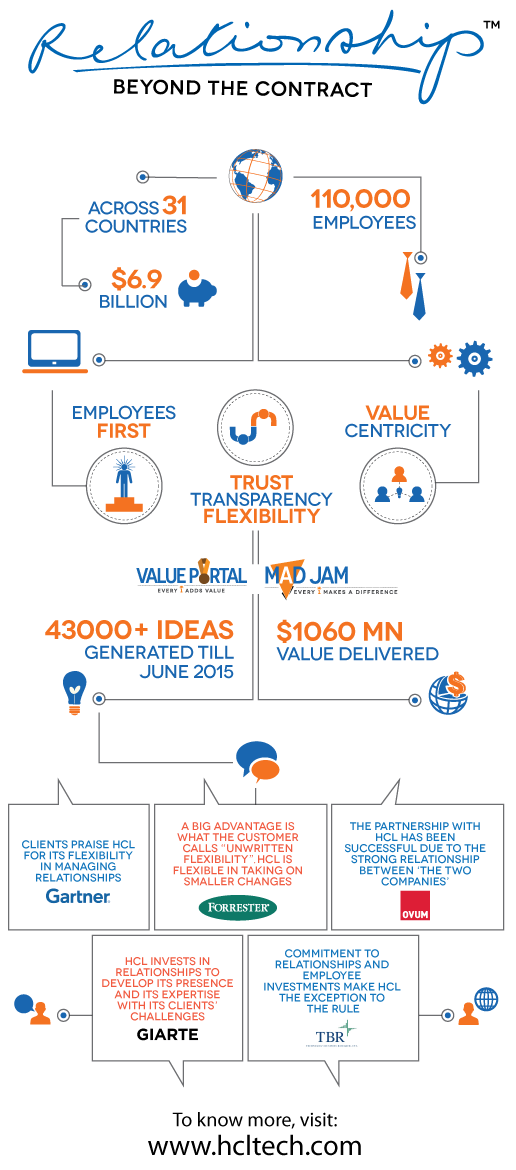 Relationship™
BEYOND THE CONTRACT
ACROSS 31
COUNTRIES
110,000
EMPLOYEES
$6.9
BILLION
EMPLOYEES
FIRST
VALUE
CENTRICITY
TRUST
TRANSPARENCY
FLEXIBILITY
VALUE PORTAL
EVERY I ADDS VALUE
MAD JAM
EVERY I MAKES A DIFFERENCE
43000+ IDEAS
GENERATED TILL
JUNE 2015
$1060 MN
VALUE DELIVERED
CLIENTS PRAISE HCL
FOR ITS FLEXIBILITY
IN MANAGING
RELATIONSHIPS
Gartner
A BIG ADVANTAGE IS
WHAT THE CUSTOMER
CALLS "UNWRITTEN
FLEXIBILITY".HCL IS
FLEXIBLE IN TAKING ON
SMALLER CHANGES
FORRESTER®
THE PARTNERSHIP WITH
HCL HAS BEEN
SUCCESSFUL DUE TO THE
STRONG RELATIONSHIP
BETWEEN 'THE TWO
COMPANIES'
OVUM
HCL INVESTS IN
RELATIONSHIPS TO
DEVELOP ITS PRESENCE
AND ITS EXPERTISE
WITH ITS CLIENTS'
CHALLENGES
GIARTE
COMMITMENT TO
RELATIONSHIPS AND
EMPLOYEE
INVESTMENTS MAKE HCL
THE EXCEPTION TO
THE RULE
TBR
To know more, visit:
www.hcltech.com